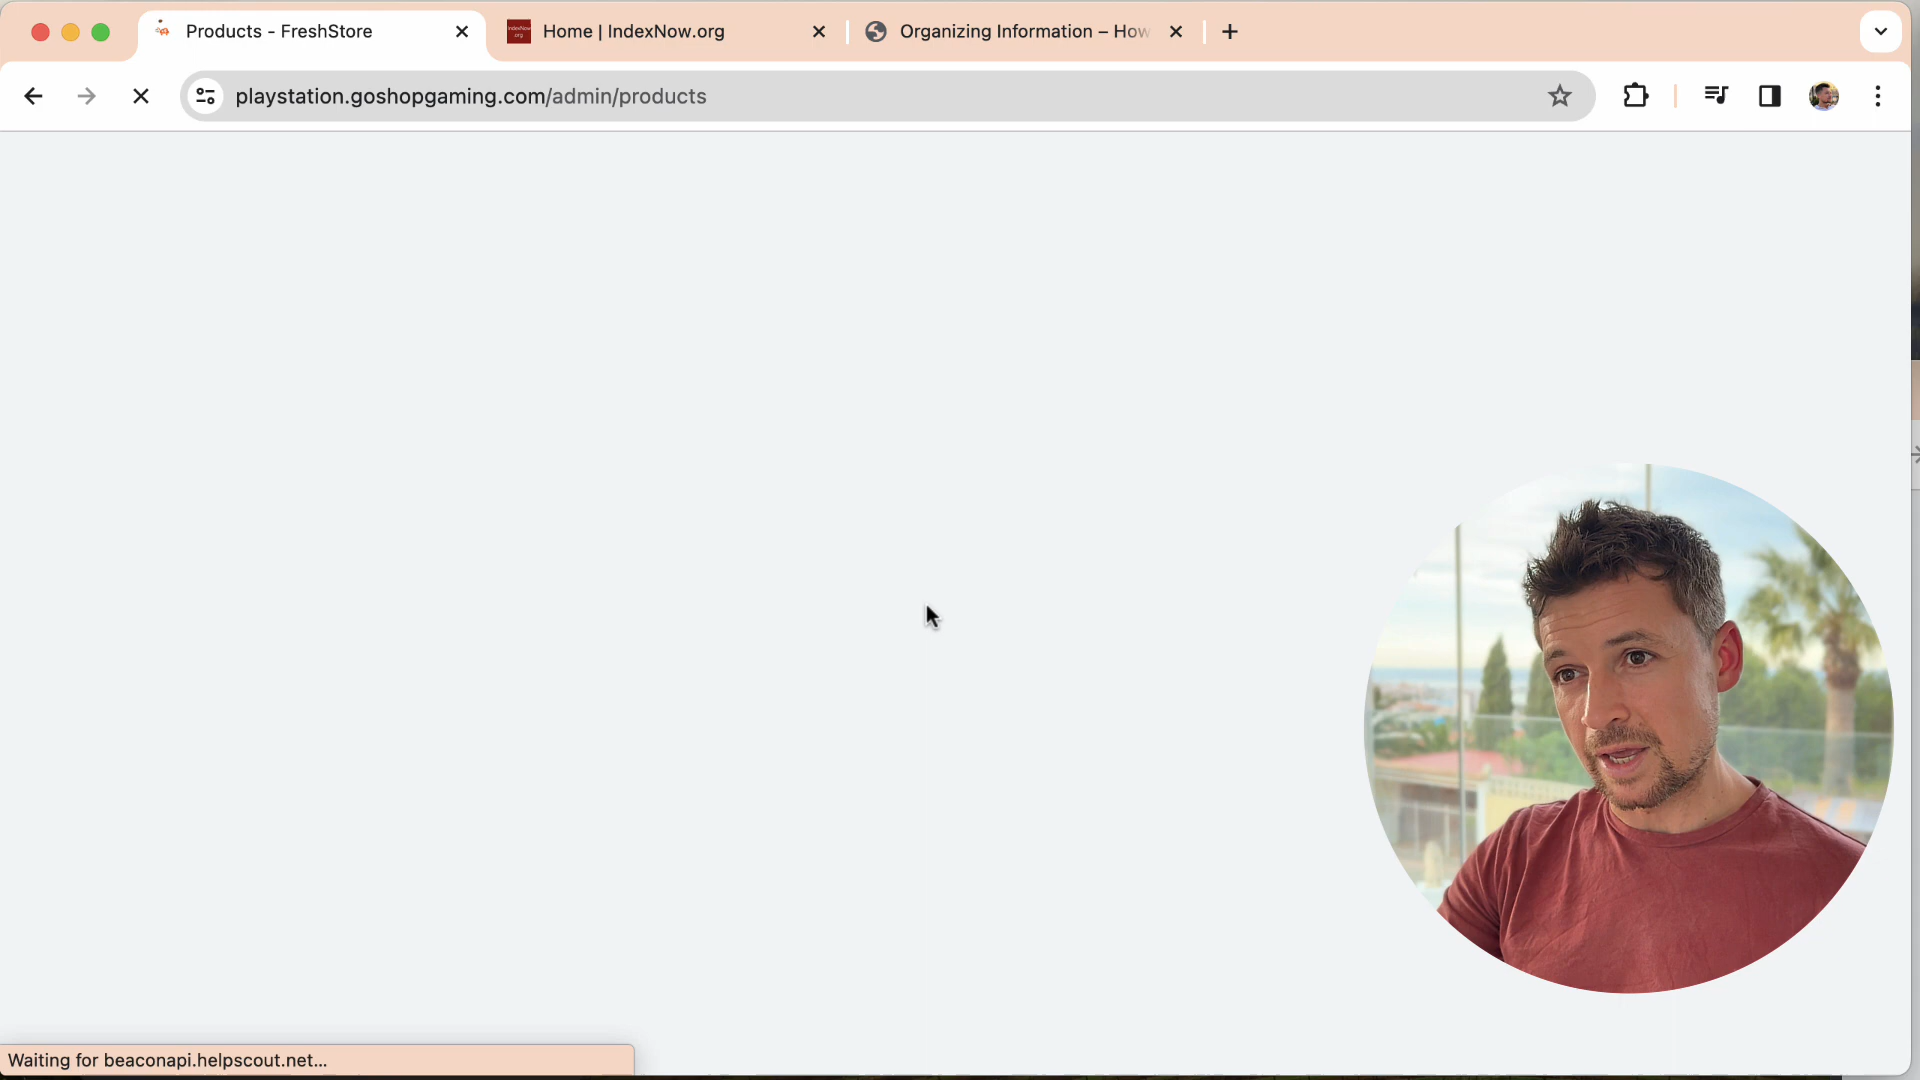 Products - FreshStore
Home | IndexNow.org
Organizing Information – How
playstation.goshopgaming.com/admin/products
Waiting for beaconapi.helpscout.net...